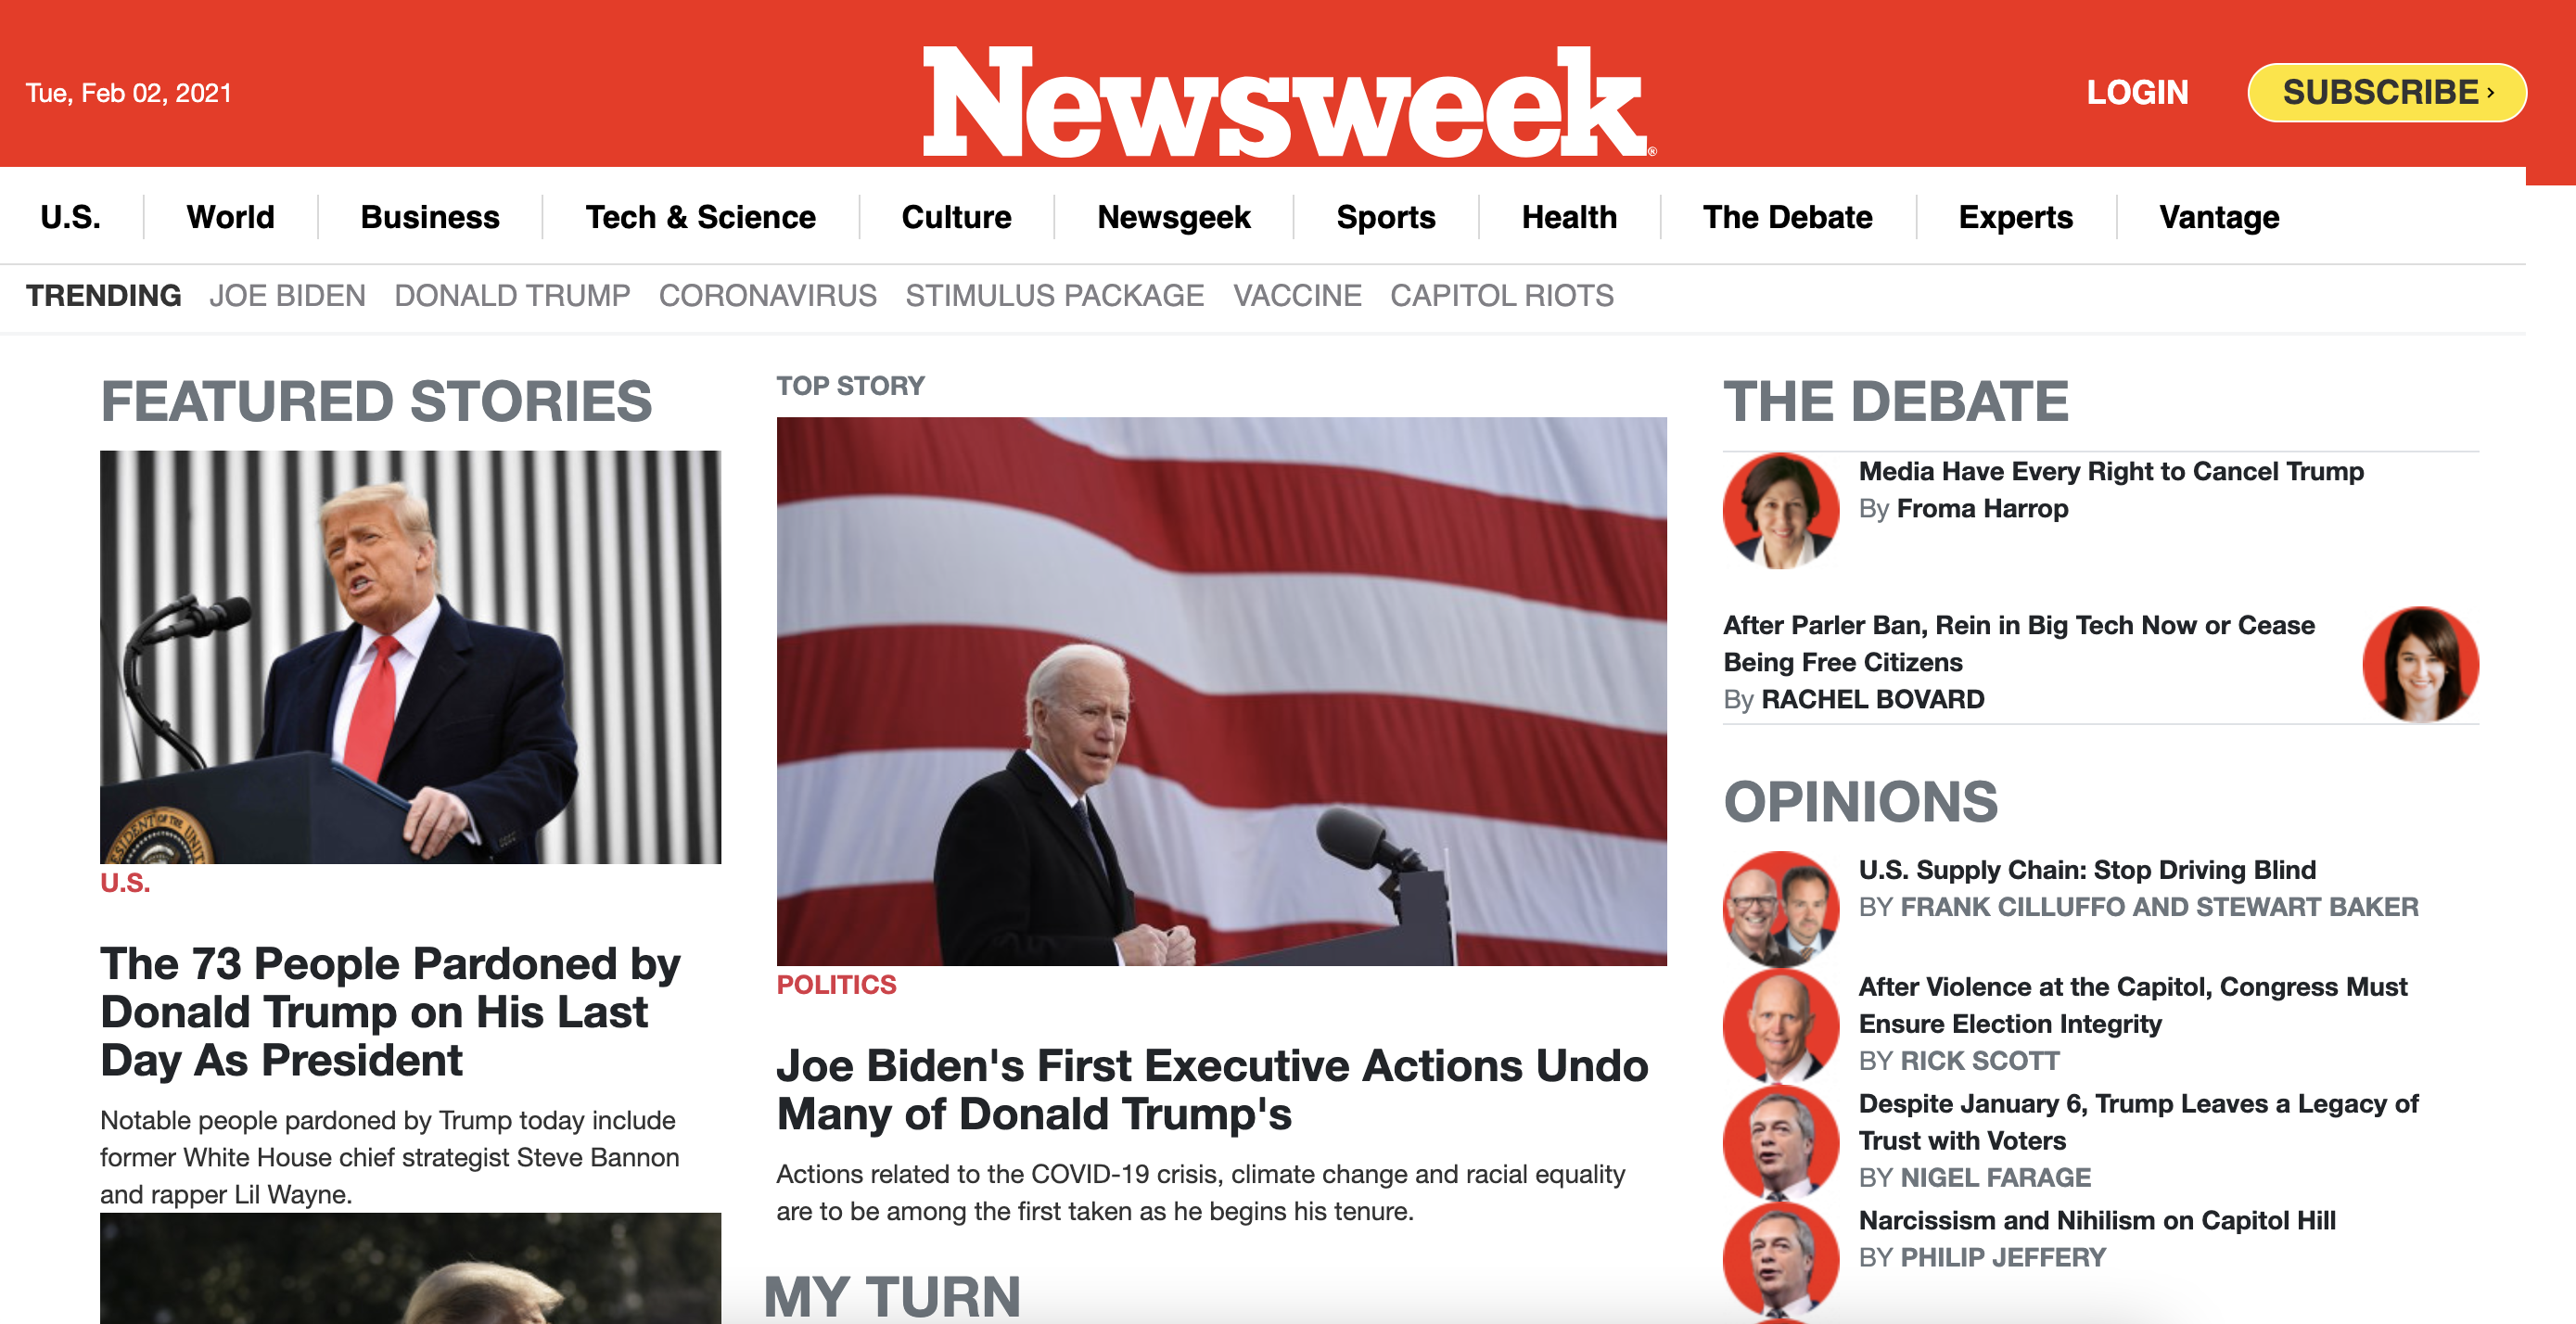 Tue, Feb 02, 2021
Newsweek®
LOGIN
SUBSCRIBE ›
U.S.
World
Business
Tech & Science
Culture
Newsgeek
Sports
Health
The Debate
Experts
Vantage
TRENDING JOE BIDEN DONALD TRUMP CORONAVIRUS STIMULUS PACKAGE VACCINE CAPITOL RIOTS
FEATURED STORIES
U.S.
The 73 People Pardoned by
Donald Trump on His Last
Day As President
Notable people pardoned by Trump today include
former White House chief strategist Steve Bannon
and rapper Lil Wayne.
TOP STORY
POLITICS
Joe Biden's First Executive Actions Undo
Many of Donald Trump's
Actions related to the COVID-19 crisis, climate change and racial equality
are to be among the first taken as he begins his tenure.
MY TURN
THE DEBATE
Media Have Every Right to Cancel Trump
By Froma Harrop
After Parler Ban, Rein in Big Tech Now or Cease
Being Free Citizens
By RACHEL BOVARD
OPINIONS
U.S. Supply Chain: Stop Driving Blind
BY FRANK CILLUFFO AND STEWART BAKER
After Violence at the Capitol, Congress Must
Ensure Election Integrity
BY RICK SCOTT
Despite January 6, Trump Leaves a Legacy of
Trust with Voters
BY NIGEL FARAGE
Narcissism and Nihilism on Capitol Hill
BY PHILIP JEFFERY